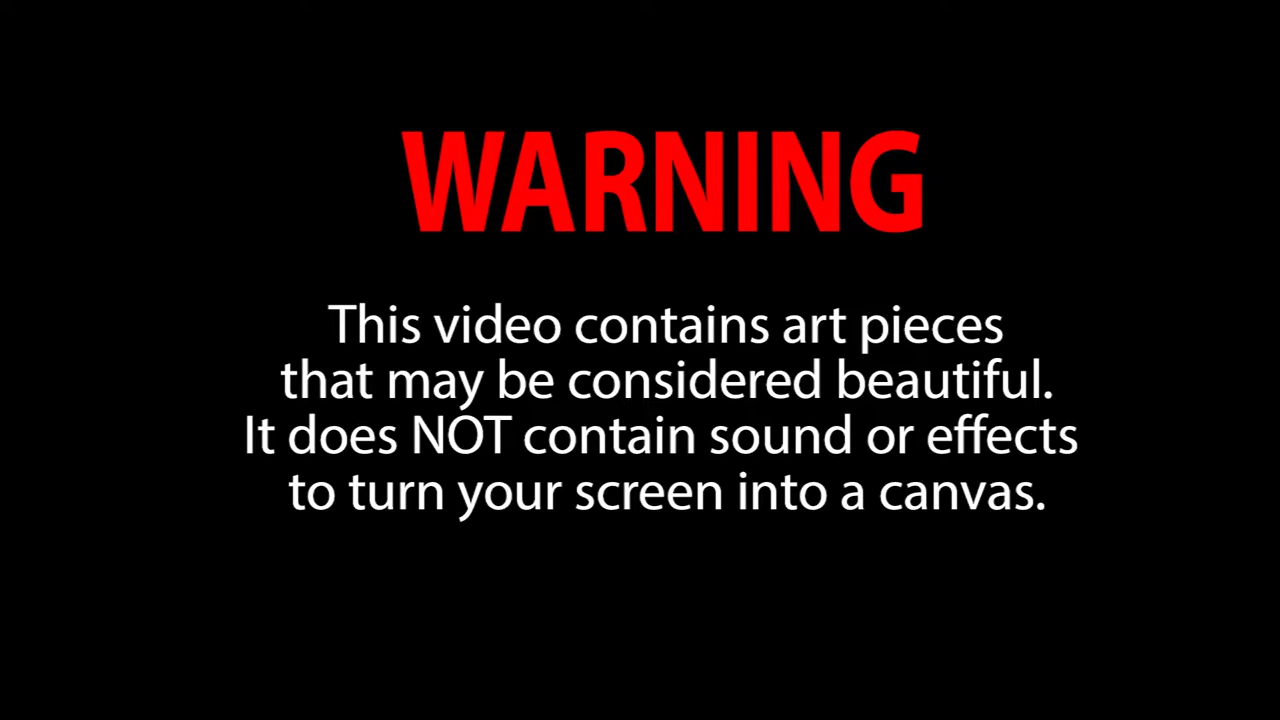 WARNING
This video contains art pieces
that may be considered beautiful.
It does NOT contain sound or effects
to turn your screen into a canvas.